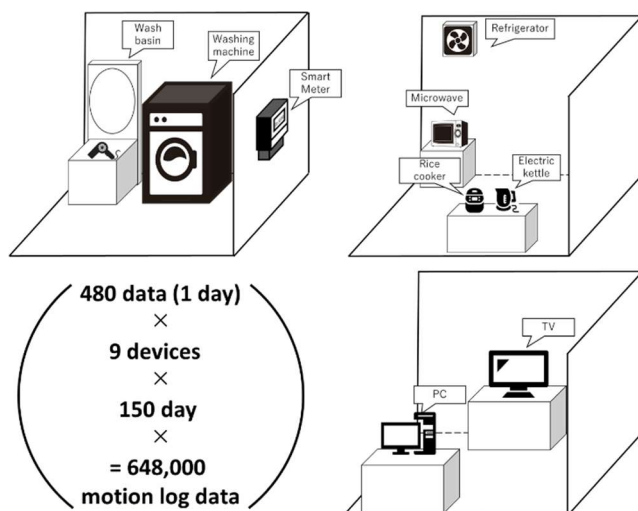 Wash
basin
Washing
machine
Smart
Meter
Refrigerator
Microwave
Rice
cooker
Electric
kettle
480 data (1 day)
×
9 devices
×
150 day
×
= 648,000
motion log data
TV
PC